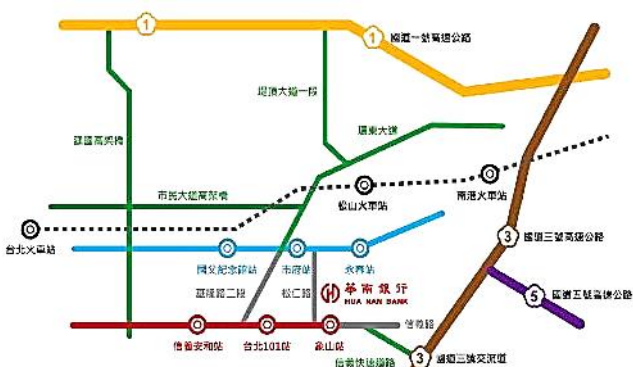 1
1
國道一號高速公路
堤頂大道一段
環東大道
建國高架橋
市民大道高架橋
松山火車站
南港火車站
台北火車站
3
國道三號高速公路
國父紀念館站
市府站
永春站
基隆路二段
松仁路
華南銀行
HUA NAN BANK
5
國道五號高速公路
信義路
信義安和站
台北101站
象山站
信義快速道路
3
國道三號交流道